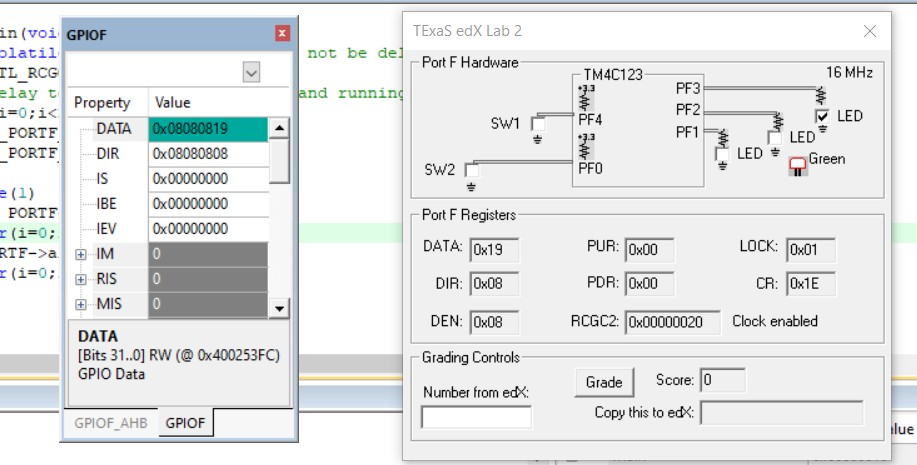 in(voi
olatil
not be del
TL_RCG
elay t
and running
i=0;i<
_PORTF
_PORTF
e(1)
PORTF
r(i=0;
RTF->a
r(i=0;
GPIOF
Property Value
DATA 0x08080819
DIR 0x08080808
IS 0x00000000
IBE 0x00000000
IEV 0x00000000
IM 0
RIS 0
MIS 0
DATA
[Bits 31..0] RW (@ 0x400253FC)
GPIO Data
GPIOF_AHB GPIOF
TExaS edX Lab 2
Port F Hardware
TM4C123 16 MHz
+3.3 PF3
SW1 PF4 PF2 LED
+3.3 PF1 LED
LED Green
SW2 PF0
Port F Registers
DATA: 0x19 PUR: 0x00 LOCK: 0x01
DIR: 0x08 PDR: 0x00 CR: 0x1E
DEN: 0x08 RCGC2: 0x00000020 Clock enabled
Grading Controls
Number from edX: Grade Score: 0
Copy this to edX:
alue